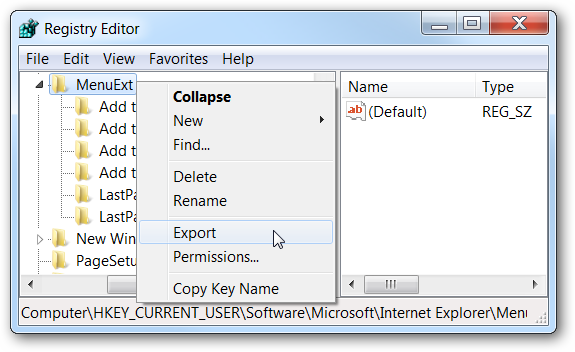 Registry Editor
File Edit View Favorites Help
MenuExt
Add t
Add t
Add t
Add t
LastPa
LastPa
New Win
PageSetu
Collapse
New
Find...
Delete
Rename
Export
Permissions...
Copy Key Name
Name Type
ab (Default) REG_SZ
Computer\HKEY_CURRENT_USER\Software\Microsoft\Internet Explorer\Menu